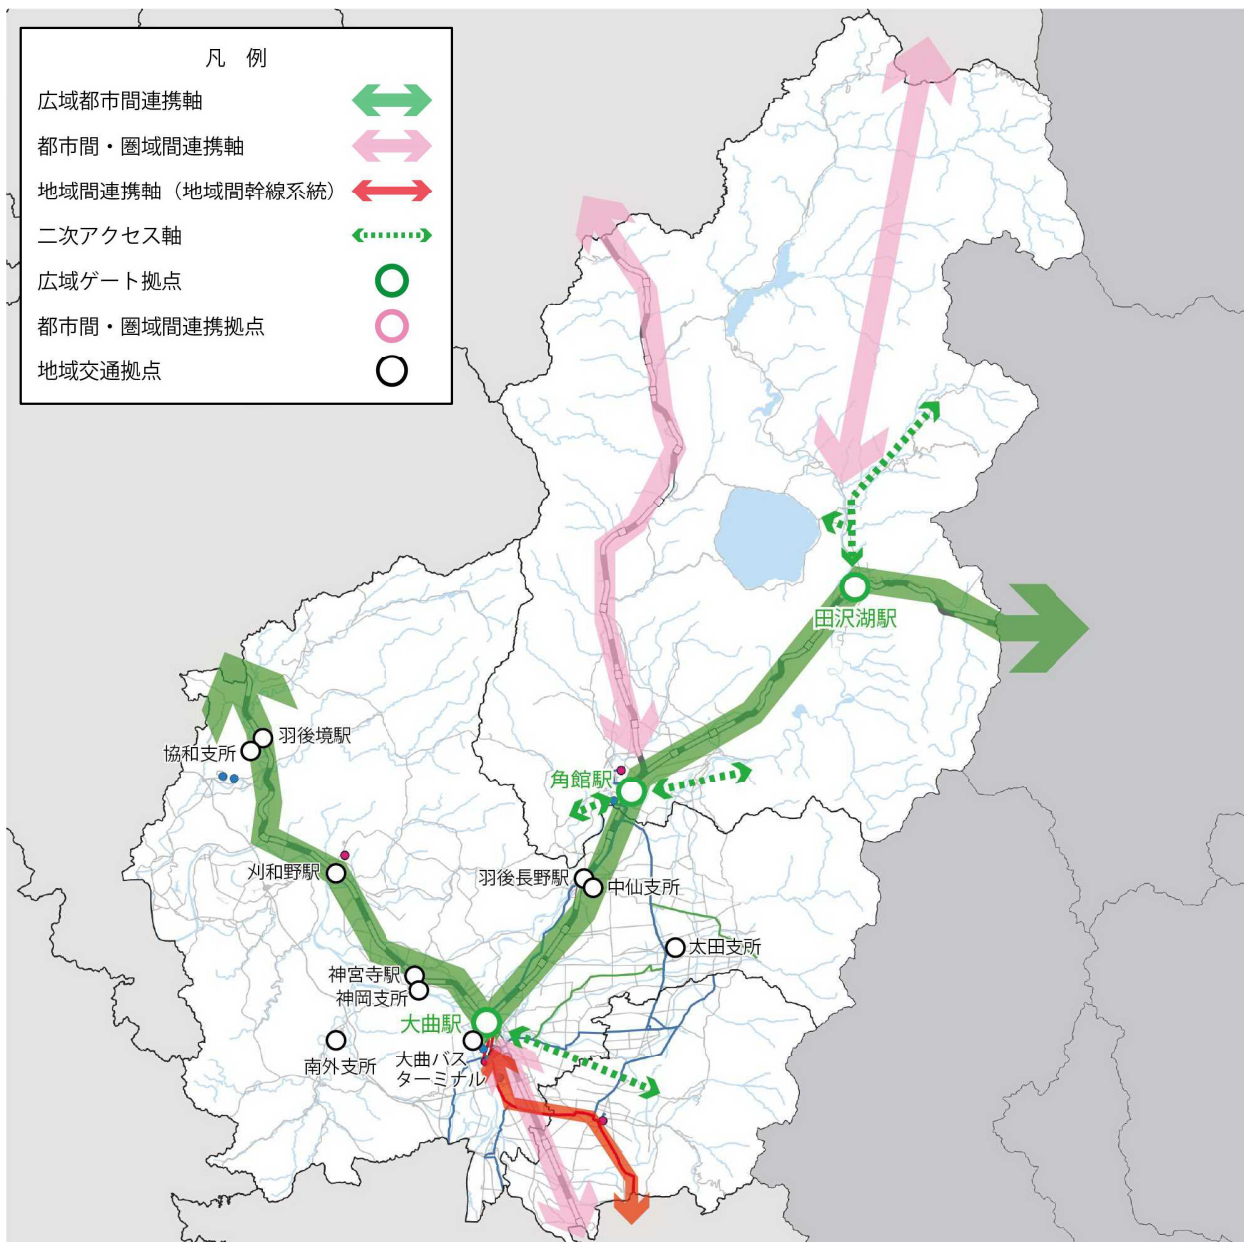 凡 例
広域都市間連携軸
都市間・圏域間連携軸
地域間連携軸（地域間幹線系統）
二次アクセス軸
広域ゲート拠点
都市間・圏域間連携拠点
地域交通拠点
田沢湖駅
羽後境駅
協和支所
角館駅
刈和野駅
羽後長野駅
中仙支所
太田支所
神宮寺駅
神岡支所
大曲駅
南外支所
大曲バス
ターミナル